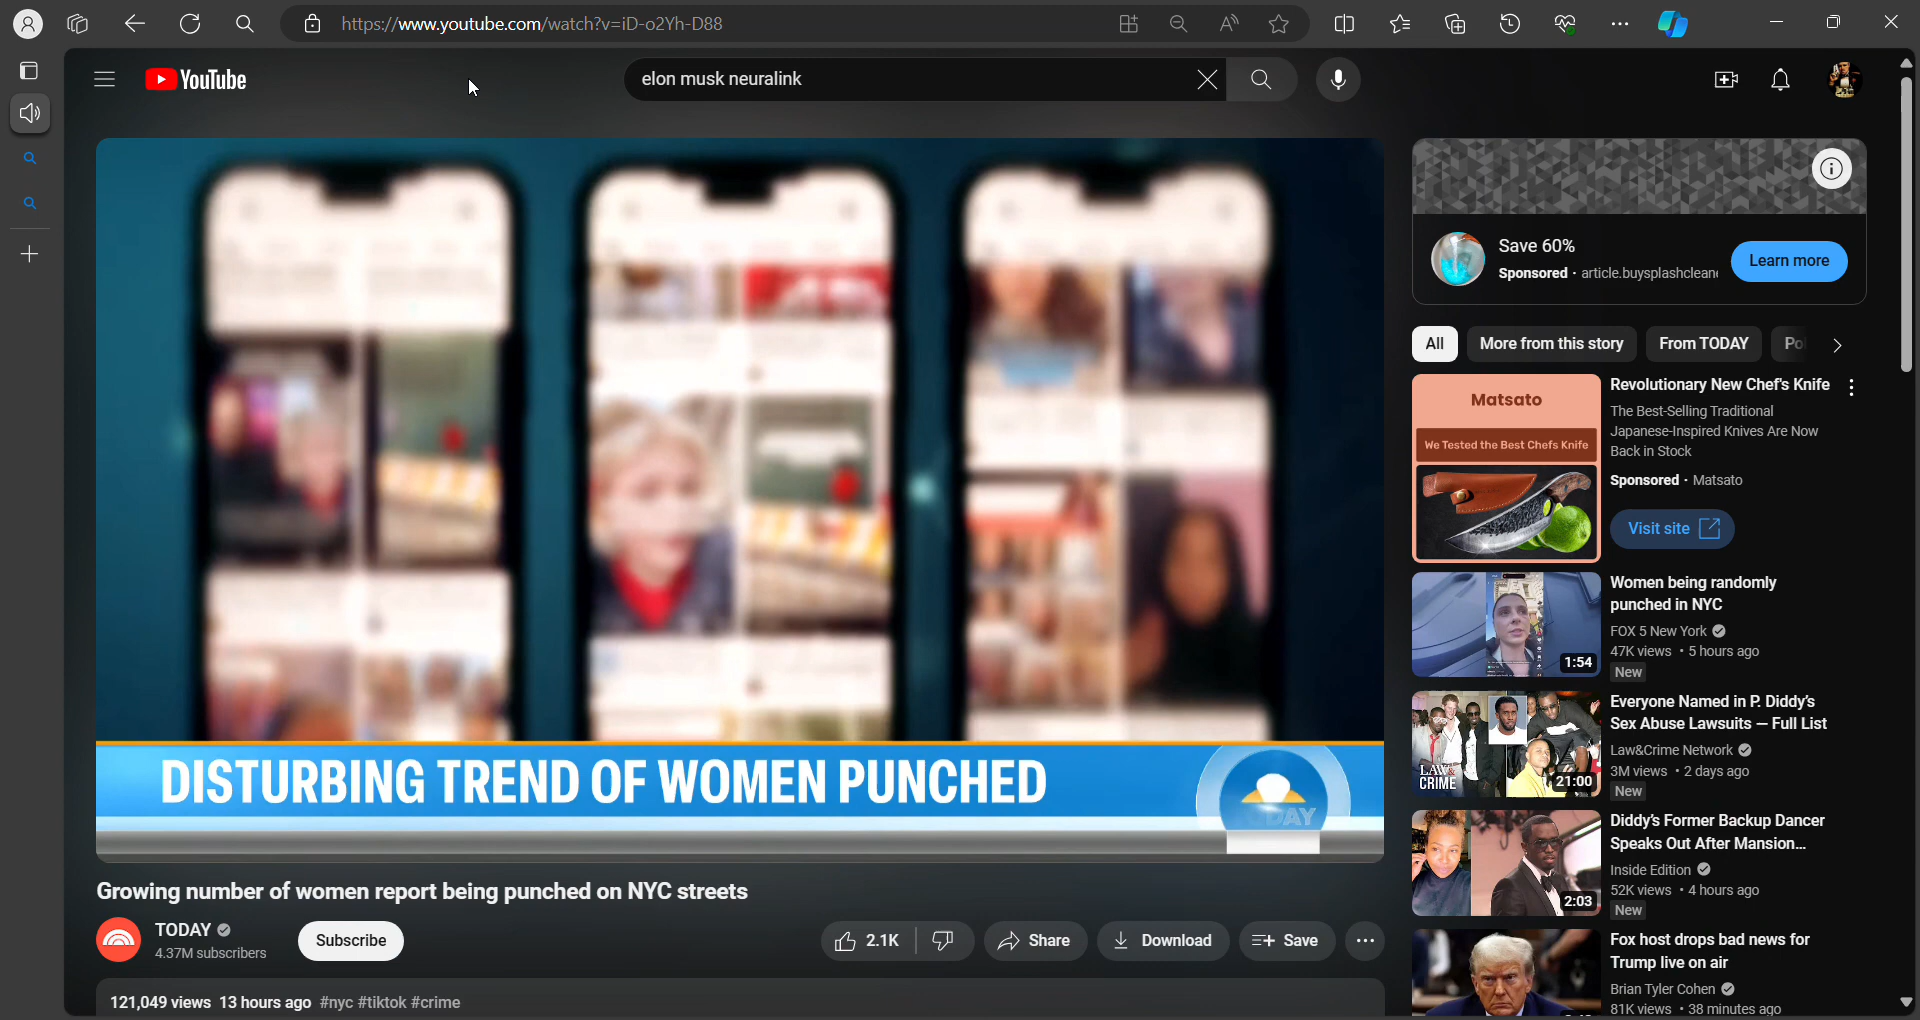 https://www.youtube.com/watch?v=iD-o2Yh-D88
YouTube
elon musk neuralink
DISTURBING TREND OF WOMEN PUNCHED
TODAY
Growing number of women report being punched on NYC streets
TODAY
4.37M subscribers
Subscribe
2.1K
Share
Download
Save
121,049 views 13 hours ago #nyc #tiktok #crime
Save 60%
Sponsored · article.buysplashcleane
Learn more
All
More from this story
From TODAY
Matsato
We Tested the Best Chefs Knife
Revolutionary New Chef's Knife
The Best-Selling Traditional
Japanese-Inspired Knives Are Now
Back in Stock
Sponsored · Matsato
Visit site
1:54
Women being randomly
punched in NYC
FOX 5 New York
47K views · 5 hours ago
New
LAW&
CRIME
21:00
Everyone Named in P. Diddy's
Sex Abuse Lawsuits — Full List
Law&Crime Network
3M views · 2 days ago
New
2:03
Diddy's Former Backup Dancer
Speaks Out After Mansion...
Inside Edition
52K views · 4 hours ago
New
Fox host drops bad news for
Trump live on air
Brian Tyler Cohen
81K views · 38 minutes ago